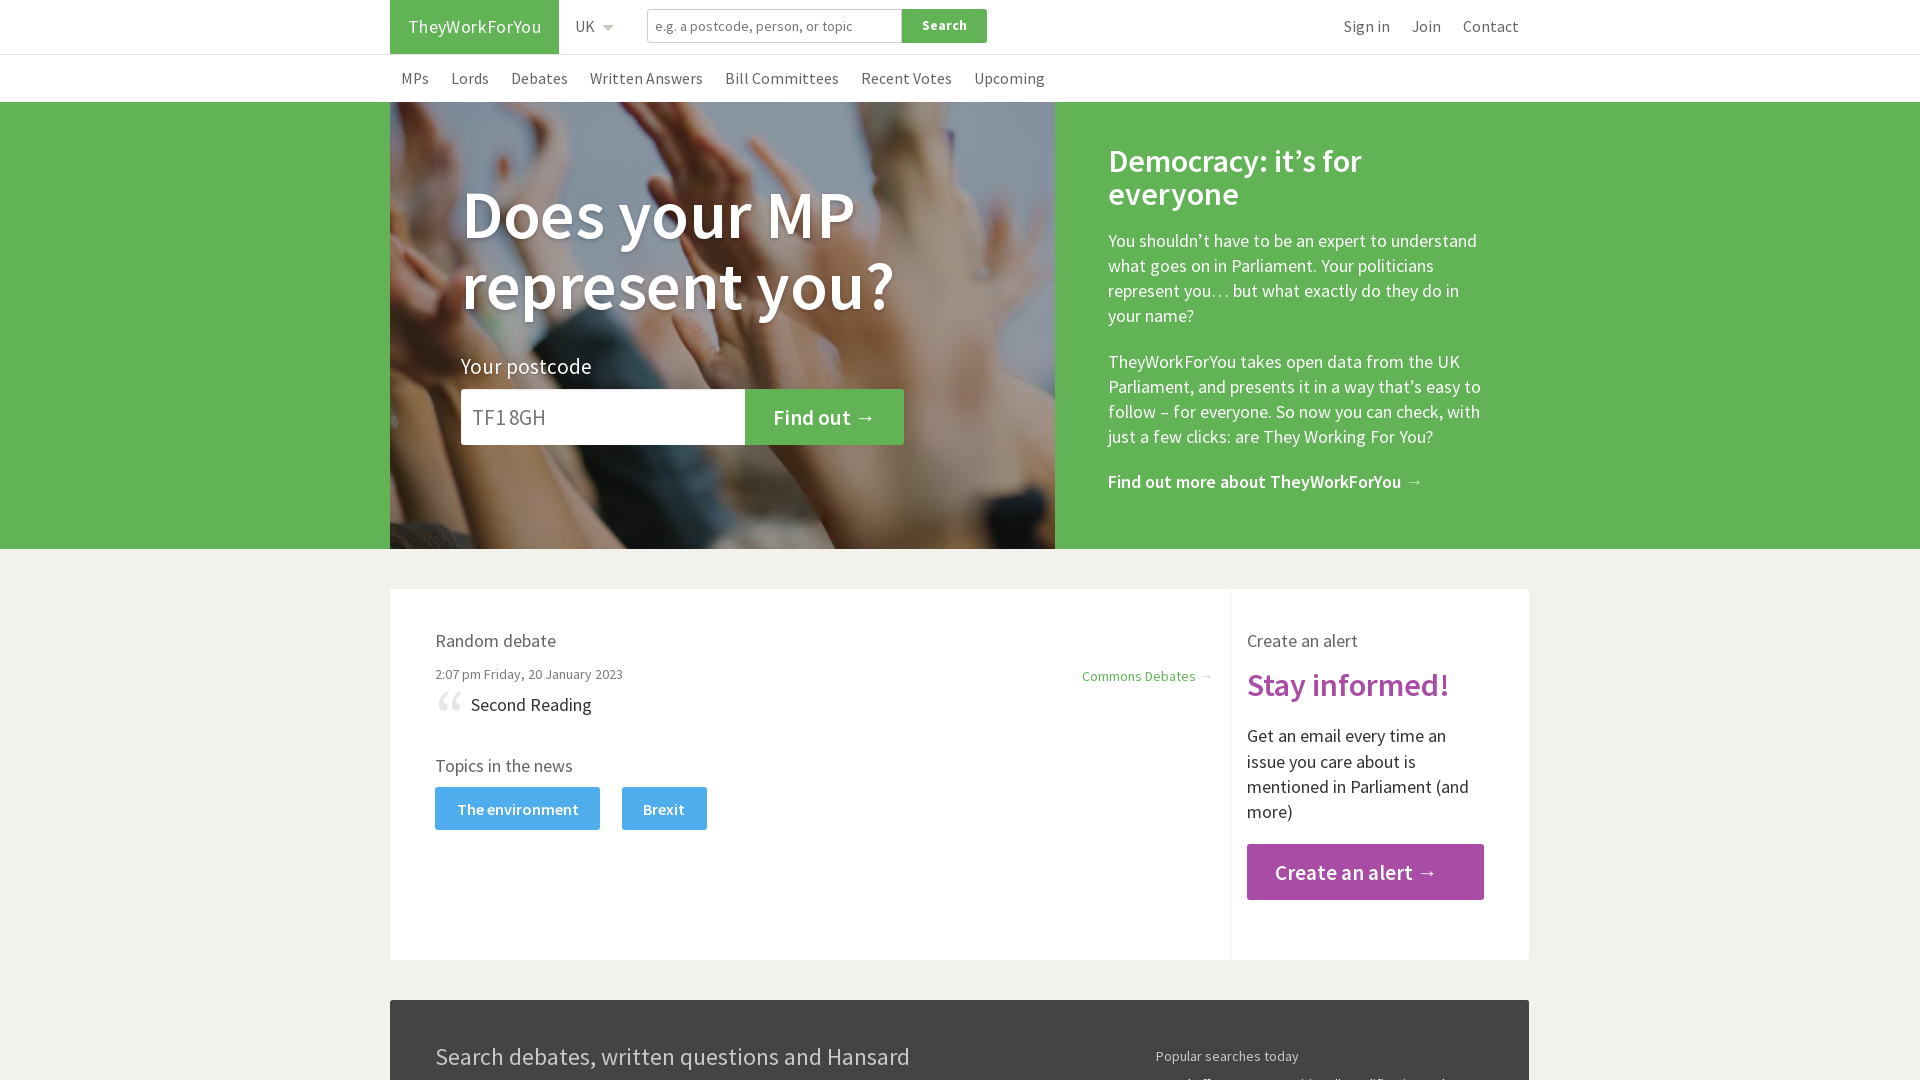 TheyWorkForYou
UK
e.g. a postcode, person, or topic
Search
Sign in
Join
Contact
MPs
Lords
Debates
Written Answers
Bill Committees
Recent Votes
Upcoming
Does your MP
represent you?
Your postcode
TF1 8GH
Find out →
Democracy: it’s for
everyone
You shouldn’t have to be an expert to understand
what goes on in Parliament. Your politicians
represent you… but what exactly do they do in
your name?
TheyWorkForYou takes open data from the UK
Parliament, and presents it in a way that’s easy to
follow – for everyone. So now you can check, with
just a few clicks: are They Working For You?
Find out more about TheyWorkForYou →
Random debate
2:07 pm Friday, 20 January 2023
Commons Debates →
“ Second Reading
Topics in the news
The environment
Brexit
Create an alert
Stay informed!
Get an email every time an
issue you care about is
mentioned in Parliament (and
more)
Create an alert →
Search debates, written questions and Hansard
Popular searches today